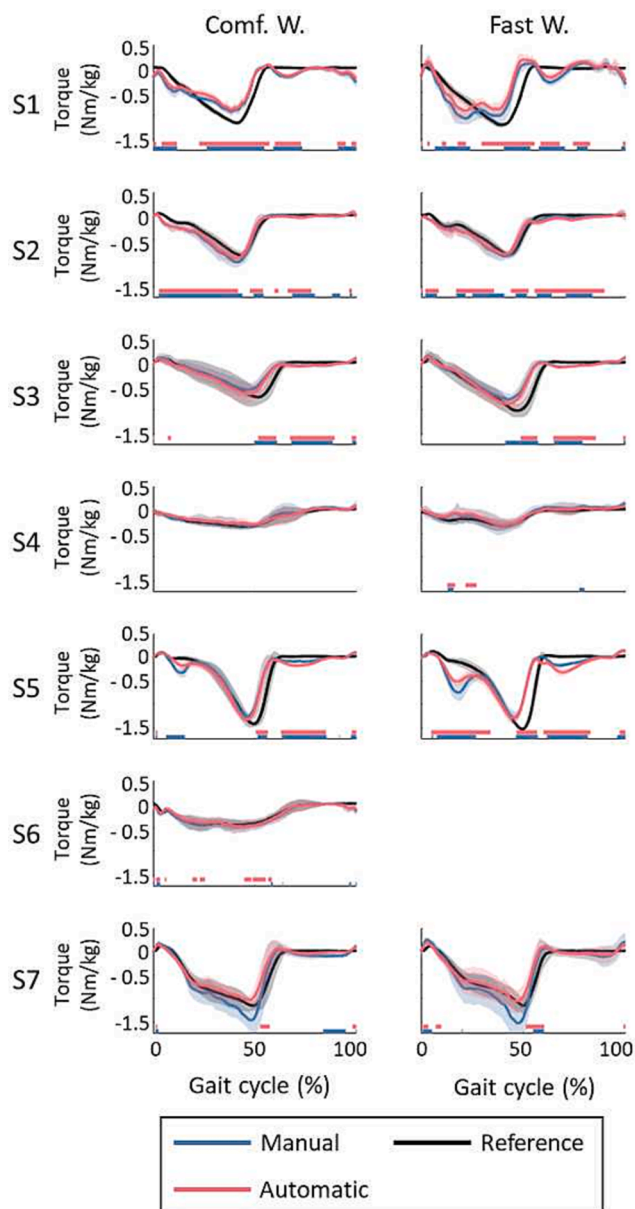 Comf. W. Fast W.
S1 Torque (Nm/kg) 0.5 0 - 0.5 -1.5
S2 Torque (Nm/kg) 0.5 0 - 0.5 -1.5
S3 Torque (Nm/kg) 0.5 0 - 0.5 -1.5
S4 Torque (Nm/kg) 0.5 0 - 0.5 -1.5
S5 Torque (Nm/kg) 0.5 0 - 0.5 -1.5
S6 Torque (Nm/kg) 0.5 0 - 0.5 -1.5
S7 Torque (Nm/kg) 0.5 0 - 0.5 -1.5
0 50 100 0 50 100
Gait cycle (%) Gait cycle (%)
Manual Reference
Automatic